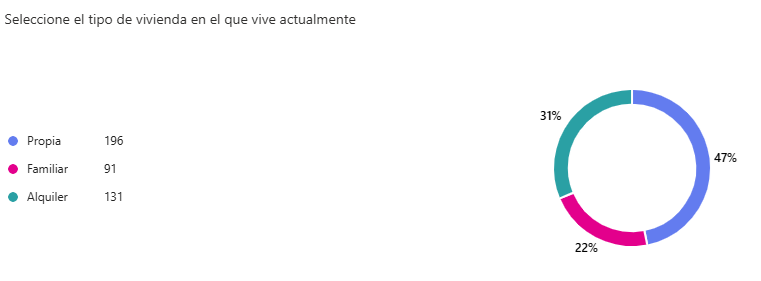 Seleccione el tipo de vivienda en el que vive actualmente
31%
Propia 196
47%
Familiar 91
Alquiler 131
22%